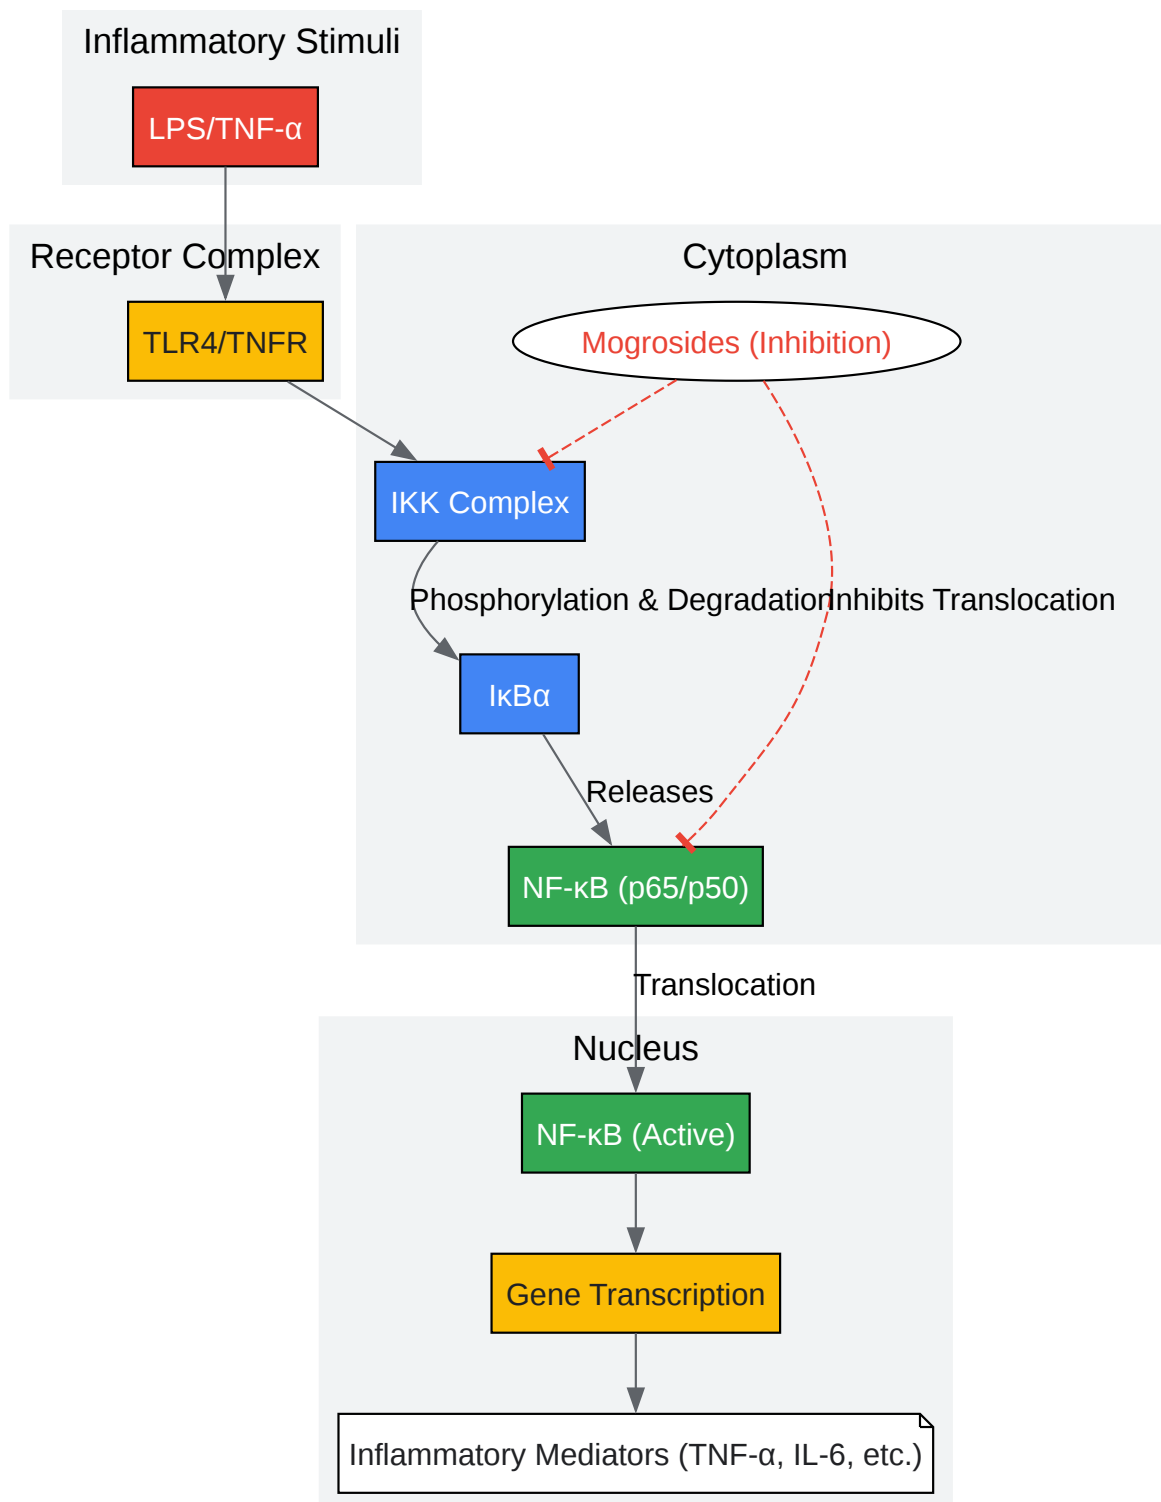 Inflammatory Stimuli
LPS/TNF-α
Receptor Complex
Cytoplasm
TLR4/TNFR
Mogrosides (Inhibition)
IKK Complex
Phosphorylation & Degradation
Inhibits Translocation
IκBα
Releases
NF-κB (p65/p50)
Translocation
Nucleus
NF-κB (Active)
Gene Transcription
Inflammatory Mediators (TNF-α, IL-6, etc.)